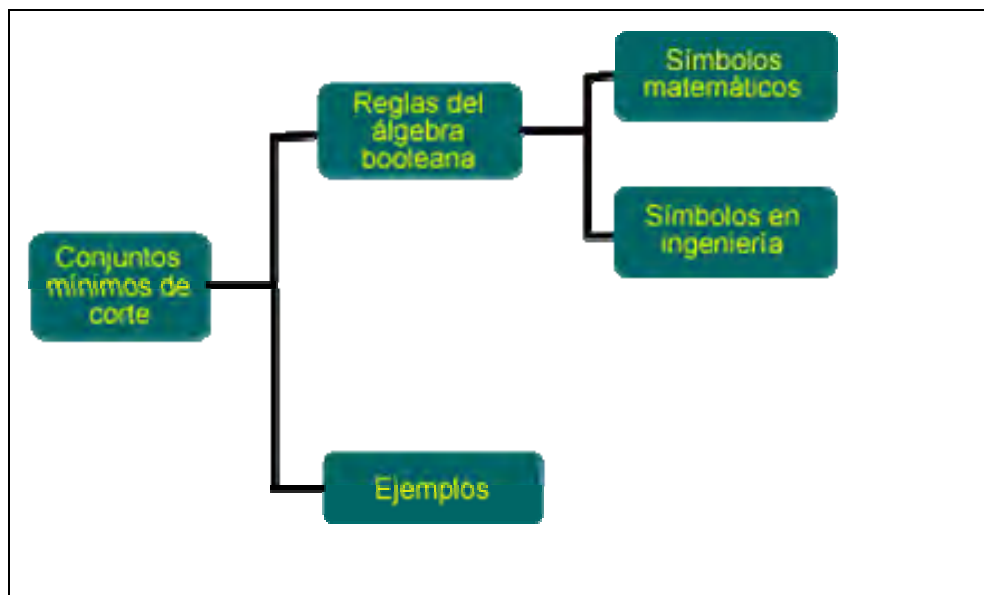 Símbolos
matemáticos
Reglas del
álgebra
booleana
Símbolos en
ingeniería
Conjuntos
mínimos de
corte
Ejemplos